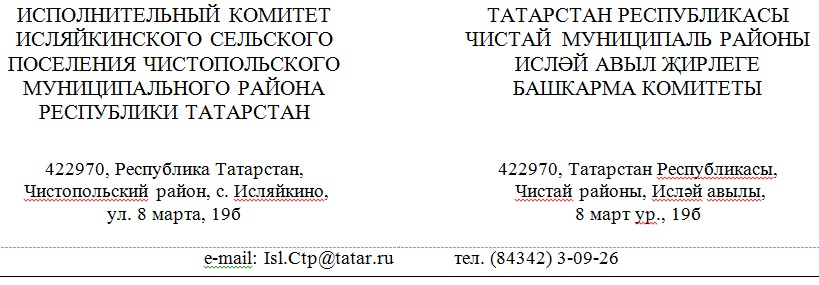 ИСПОЛНИТЕЛЬНЫЙ КОМИТЕТ
ИСЛЯЙКИНСКОГО СЕЛЬСКОГО
ПОСЕЛЕНИЯ ЧИСТОПОЛЬСКОГО
МУНИЦИПАЛЬНОГО РАЙОНА
РЕСПУБЛИКИ ТАТАРСТАН
422970, Республика Татарстан,
Чистопольский район, с. Исляйкино,
ул. 8 марта, 19б
ТАТАРСТАН РЕСПУБЛИКАСЫ
ЧИСТАЙ МУНИЦИПАЛЬ РАЙОНЫ
ИСЛӘЙ АВЫЛ ҖИРЛЕГЕ
БАШКАРМА КОМИТЕТЫ
422970, Татарстан Республикасы,
Чистай районы, Исләй авылы,
8 март ур., 19б
e-mail: Isl.Ctp@tatar.ru тел. (84342) 3-09-26